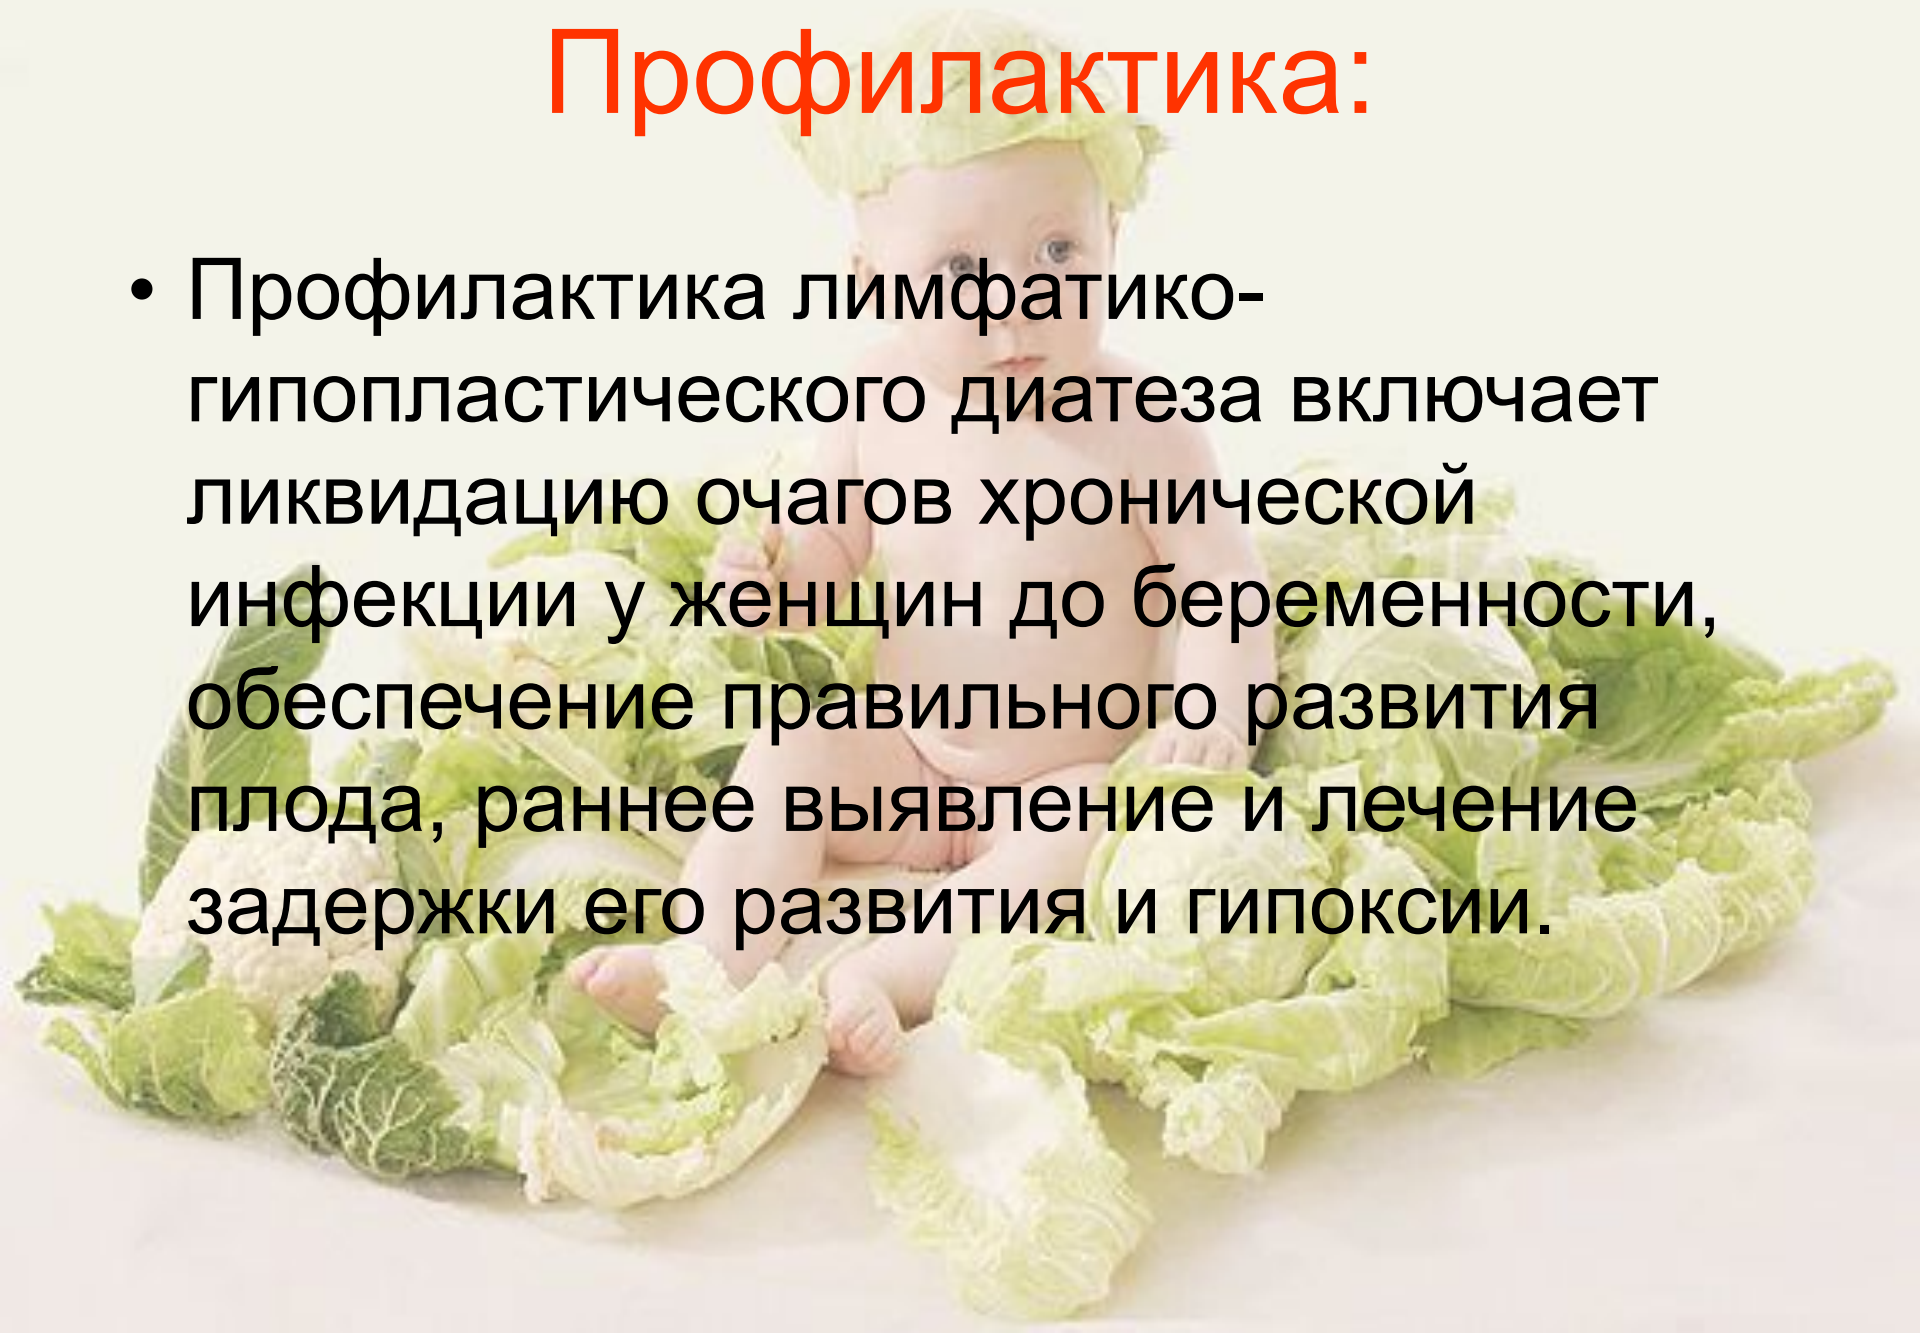 Профилактика:
• Профилактика лимфатико-
гипопластического диатеза включает
ликвидацию очагов хронической
инфекции у женщин до беременности,
обеспечение правильного развития
плода, раннее выявление и лечение
задержки его развития и гипоксии.